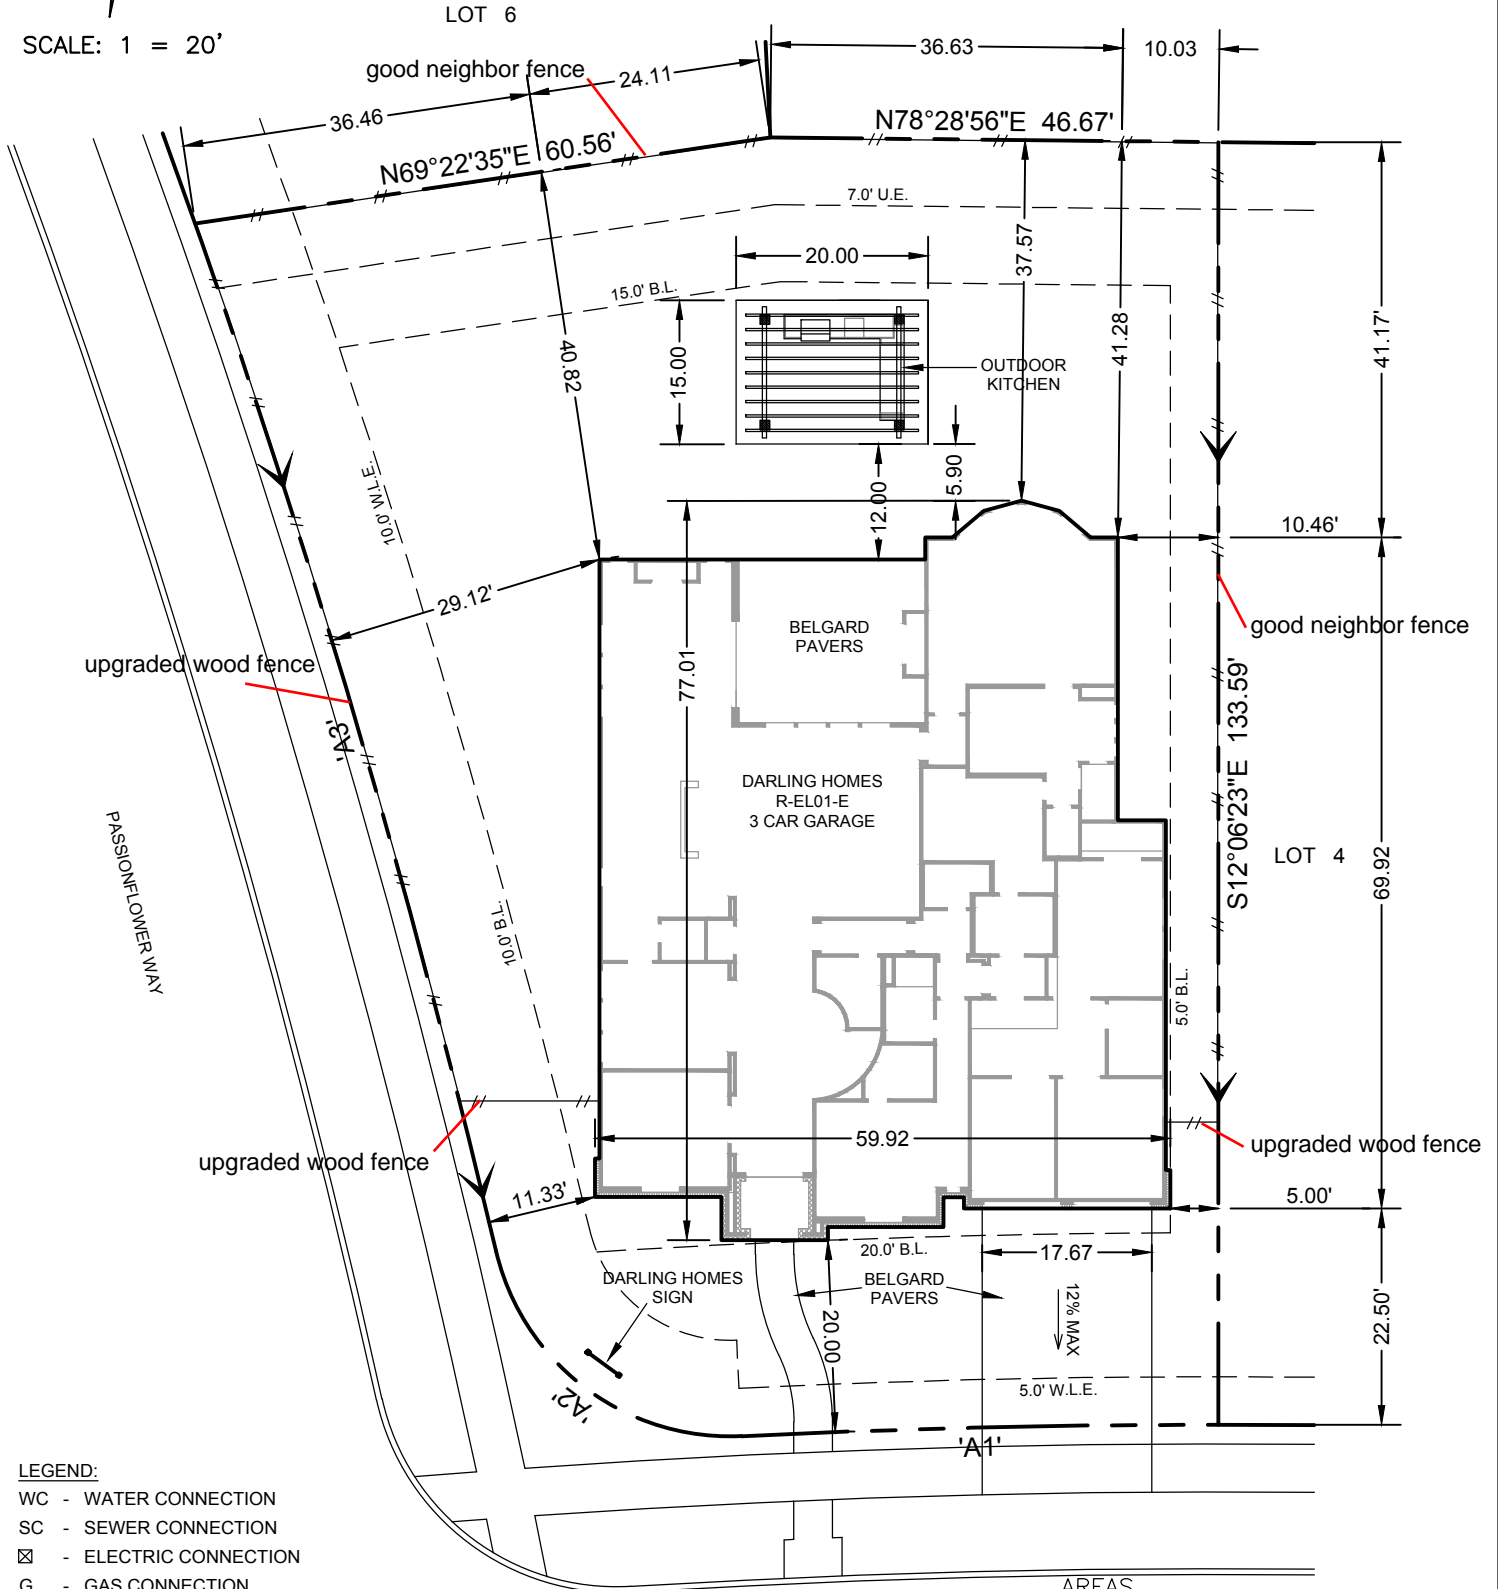 LOT 6
SCALE: 1 = 20'
good neighbor fence
36.63
10.03
24.11
36.46
N78°28'56"E 46.67'
N69°22'35"E 60.56'
7.0' U.E.
20.00
37.57
15.0' B.L.
15.00
40.82
41.28
41.17'
OUTDOOR
KITCHEN
5.90
12.00
10.0' W.L.E.
10.46'
29.12'
good neighbor fence
BELGARD
PAVERS
upgraded wood fence
77.01
S12°06'23"E 133.59'
'A3'
DARLING HOMES
R-EL01-E
3 CAR GARAGE
PASSIONFLOWER WAY
LOT 4
69.92
10.0' B.L.
5.0' B.L.
59.92
upgraded wood fence
upgraded wood fence
11.33'
5.00'
20.0' B.L.
17.67
DARLING HOMES
SIGN
BELGARD
PAVERS
20.00
12% MAX
22.50'
5.0' W.L.E.
'A2'
'A1'
LEGEND:
WC - WATER CONNECTION
SC - SEWER CONNECTION
- ELECTRIC CONNECTION
G - GAS CONNECTION
AREAS